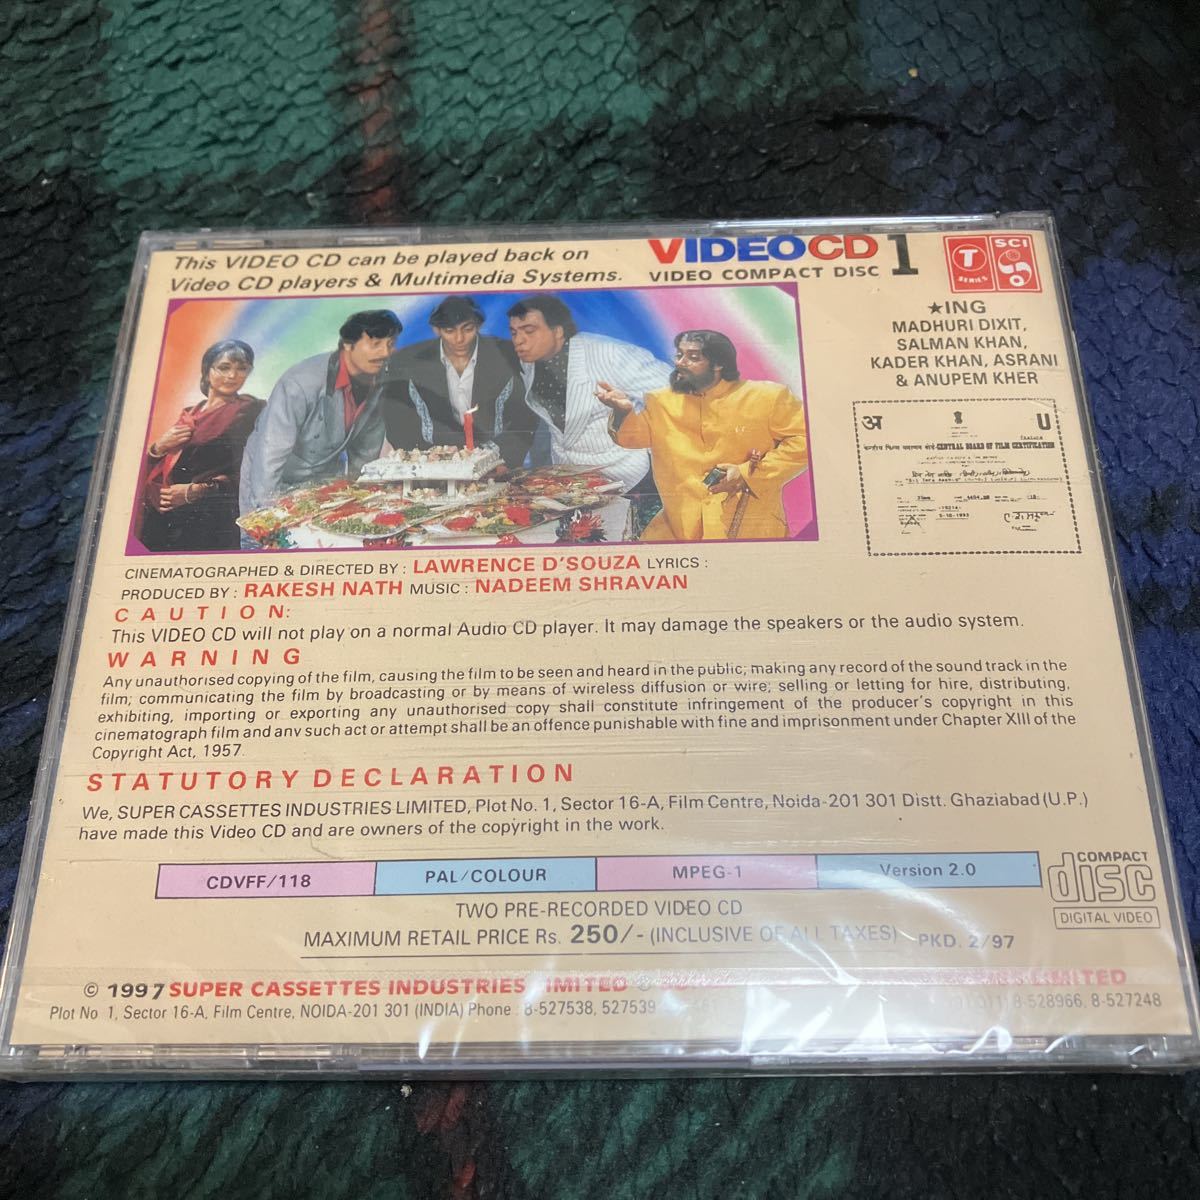 This VIDEO CD can be played back on
Video CD players & Multimedia Systems.
VIDEOCD 1
VIDEO COMPACT DISC
T
SERIES
SCI
★ING
MADHURI DIXIT,
SALMAN KHAN,
KADER KHAN, ASRANI
& ANUPEM KHER
अ U
CENTRAL BOARD OF FILM CERTIFICATION
CINEMATOGRAPHED & DIRECTED BY : LAWRENCE D'SOUZA LYRICS :
PRODUCED BY : RAKESH NATH MUSIC : NADEEM SHRAVAN
CAUTION:
This VIDEO CD will not play on a normal Audio CD player. It may damage the speakers or the audio system.
WARNING
Any unauthorised copying of the film, causing the film to be seen and heard in the public; making any record of the sound track in the
film; communicating the film by broadcasting or by means of wireless diffusion or wire; selling or letting for hire, distributing,
exhibiting, importing or exporting any unauthorised copy shall constitute infringement of the producer's copyright in this
cinematograph film and any such act or attempt shall be an offence punishable with fine and imprisonment under Chapter XIII of the
Copyright Act, 1957.
STATUTORY DECLARATION
We, SUPER CASSETTES INDUSTRIES LIMITED, Plot No. 1, Sector 16-A, Film Centre, Noida-201 301 Distt. Ghaziabad (U.P.)
have made this Video CD and are owners of the copyright in the work.
CDVFF/118 PAL/COLOUR MPEG-1 Version 2.0
COMPACT
disc
DIGITAL VIDEO
TWO PRE-RECORDED VIDEO CD
MAXIMUM RETAIL PRICE Rs. 250/- (INCLUSIVE OF ALL TAXES) PKD. 2/97
© 1997 SUPER CASSETTES INDUSTRIES LIMITED LIMITED
Plot No 1, Sector 16-A, Film Centre, NOIDA-201 301 (INDIA) Phone : 8-527538, 527539 8-528966, 8-527248